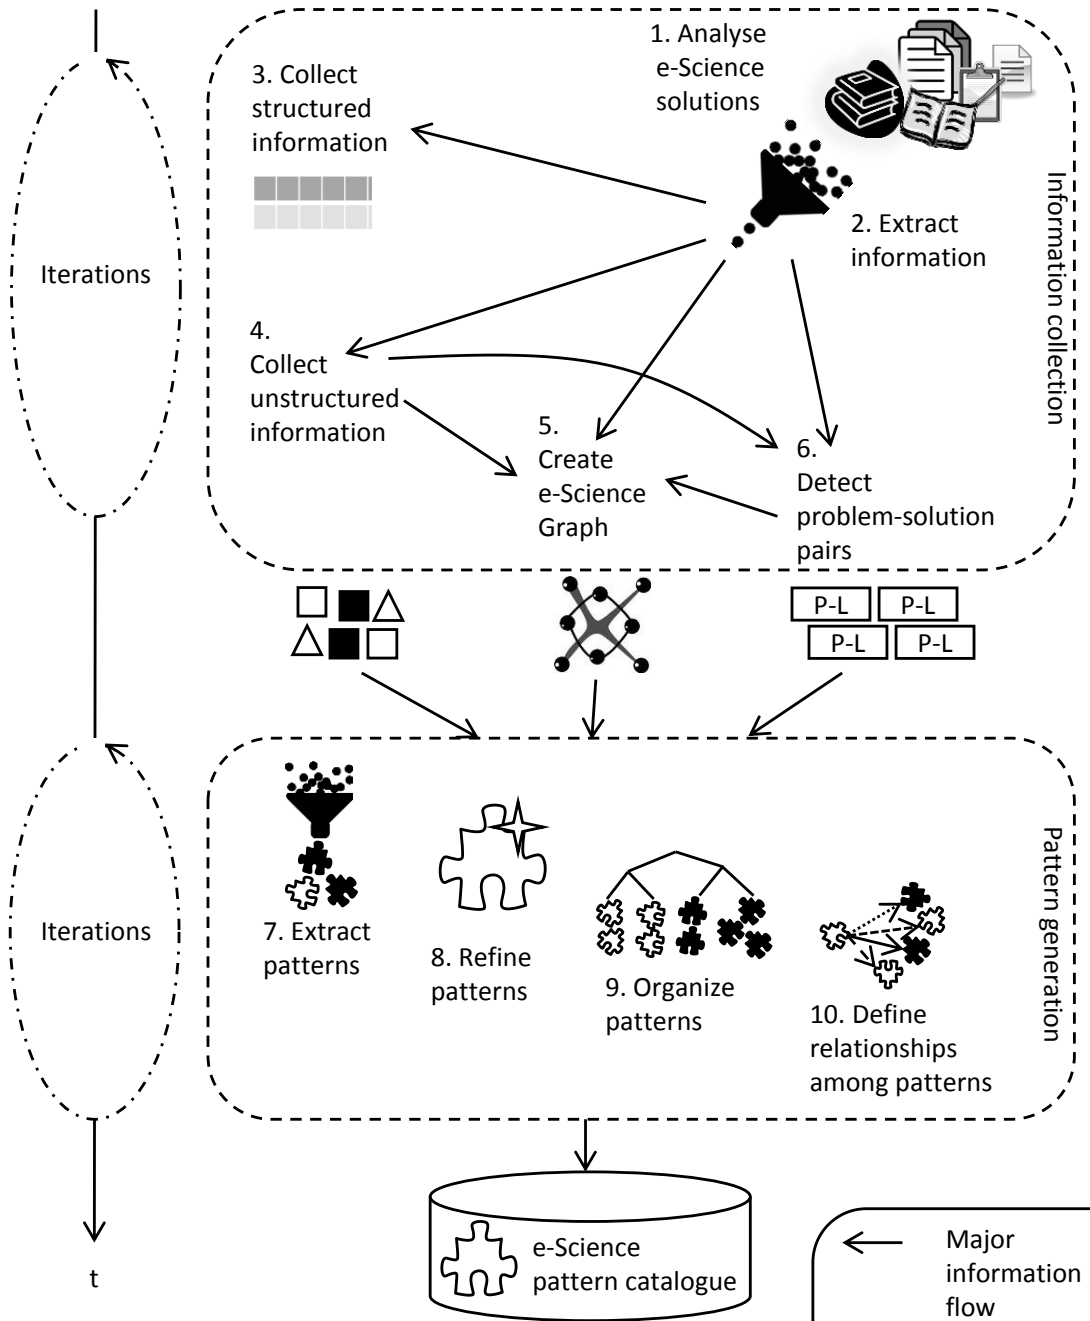 1. Analyse
e-Science
solutions
3. Collect
structured
information
2. Extract
information
Information collection
Iterations
4.
Collect
unstructured
information
5.
Create
e-Science
Graph
6.
Detect
problem-solution
pairs
P-L
P-L
P-L
P-L
Pattern generation
Iterations
7. Extract
patterns
8. Refine
patterns
9. Organize
patterns
10. Define
relationships
among patterns
t
e-Science
pattern catalogue
Major
information
flow